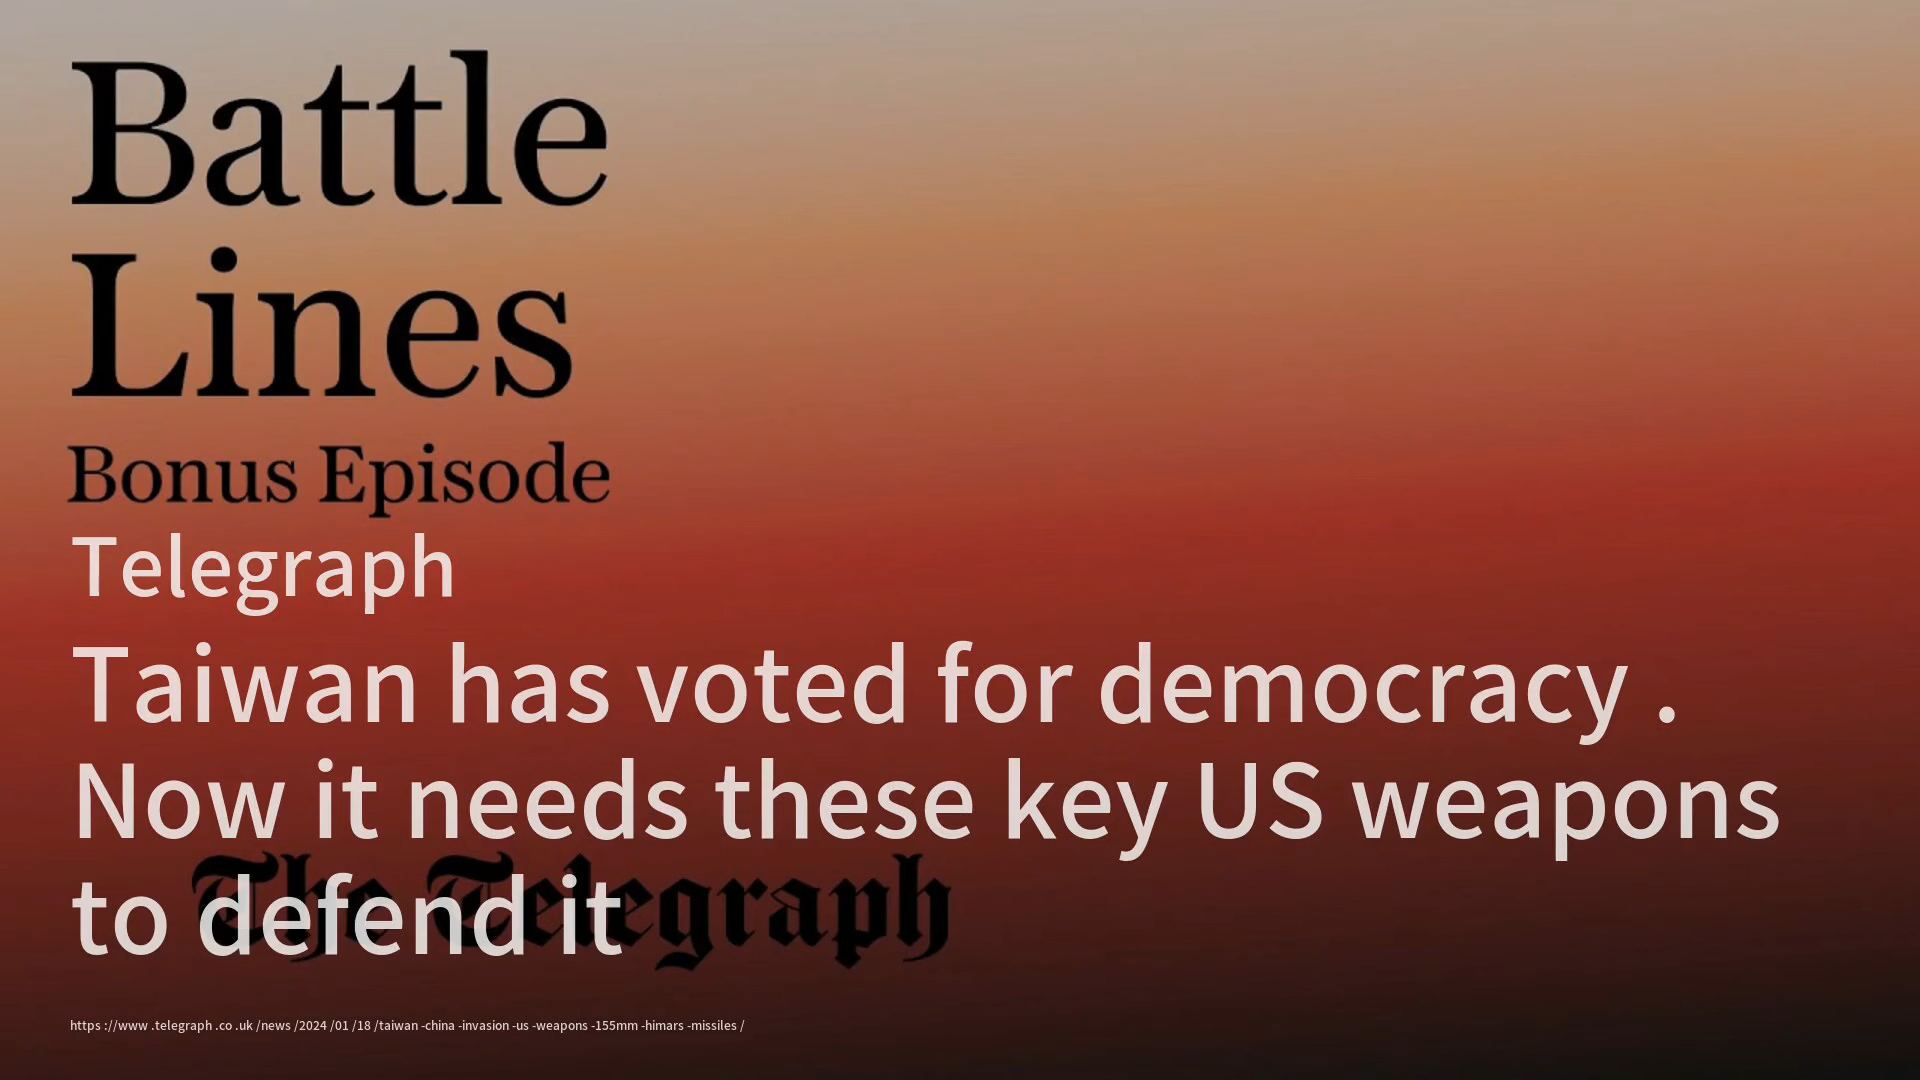 Battle
Lines
Bonus Episode
Telegraph
Taiwan has voted for democracy .
Now it needs these key US weapons
to defend it
The Telegraph
https ://www .telegraph .co .uk /news /2024 /01 /18 /taiwan -china -invasion -us -weapons -155mm -himars -missiles /